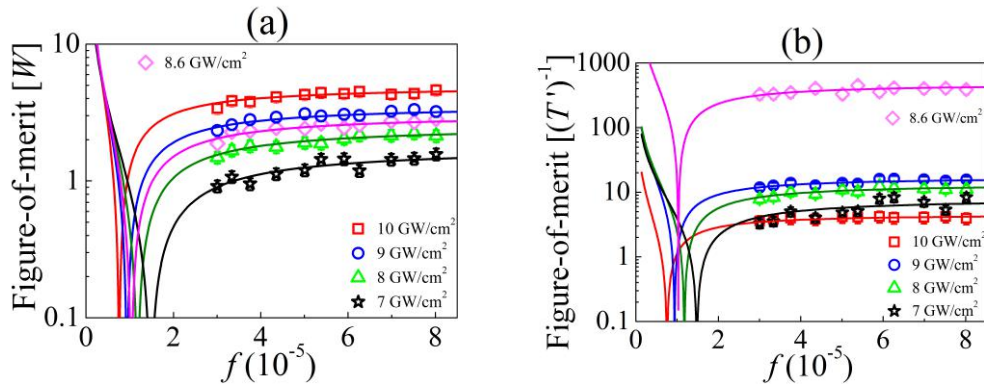 (a)
Figure-of-merit [W]
10
1
0.1
8.6 GW/cm²
10 GW/cm²
9 GW/cm²
8 GW/cm²
7 GW/cm²
0 2 4 6 8
f (10⁻⁵)
(b)
Figure-of-merit [(T")⁻¹]
1000
100
10
1
0.1
8.6 GW/cm²
10 GW/cm²
9 GW/cm²
8 GW/cm²
7 GW/cm²
0 2 4 6 8
f (10⁻⁵)